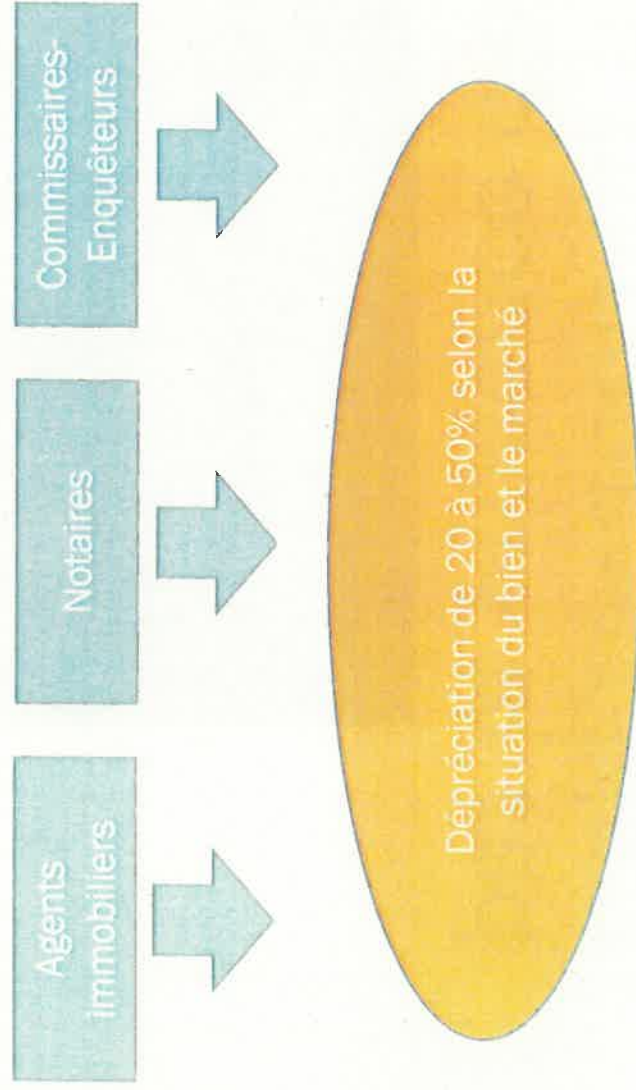 Agents
immobiliers
Notaires
Commissaires-
Enquêteurs
Dépréciation de 20 à 50% selon la
situation du bien et le marché